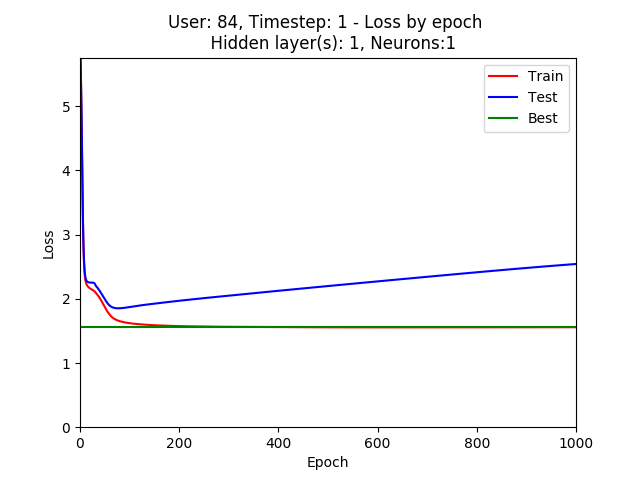 User: 84, Timestep: 1 - Loss by epoch
Hidden layer(s): 1, Neurons:1
Train
Test
Best
Loss
5
4
3
2
1
0
0 200 400 600 800 1000
Epoch